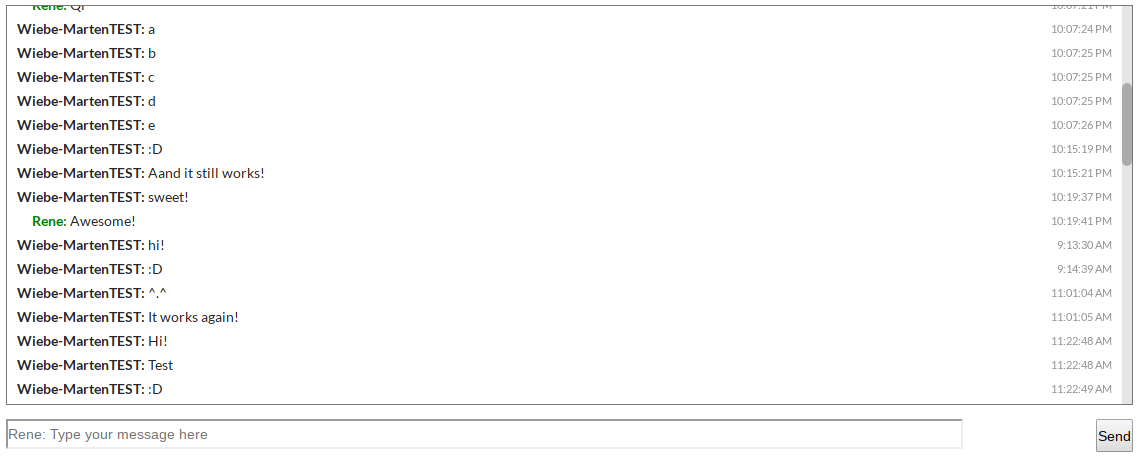 Rene: Qi 10:07:21 PM
Wiebe-MartenTEST: a 10:07:24 PM
Wiebe-MartenTEST: b 10:07:25 PM
Wiebe-MartenTEST: c 10:07:25 PM
Wiebe-MartenTEST: d 10:07:25 PM
Wiebe-MartenTEST: e 10:07:26 PM
Wiebe-MartenTEST: :D 10:15:19 PM
Wiebe-MartenTEST: Aand it still works! 10:15:21 PM
Wiebe-MartenTEST: sweet! 10:19:37 PM
Rene: Awesome! 10:19:41 PM
Wiebe-MartenTEST: hi! 9:13:30 AM
Wiebe-MartenTEST: :D 9:14:39 AM
Wiebe-MartenTEST: ^.^ 11:01:04 AM
Wiebe-MartenTEST: It works again! 11:01:05 AM
Wiebe-MartenTEST: Hi! 11:22:48 AM
Wiebe-MartenTEST: Test 11:22:48 AM
Wiebe-MartenTEST: :D 11:22:49 AM
Rene: Type your message here Send